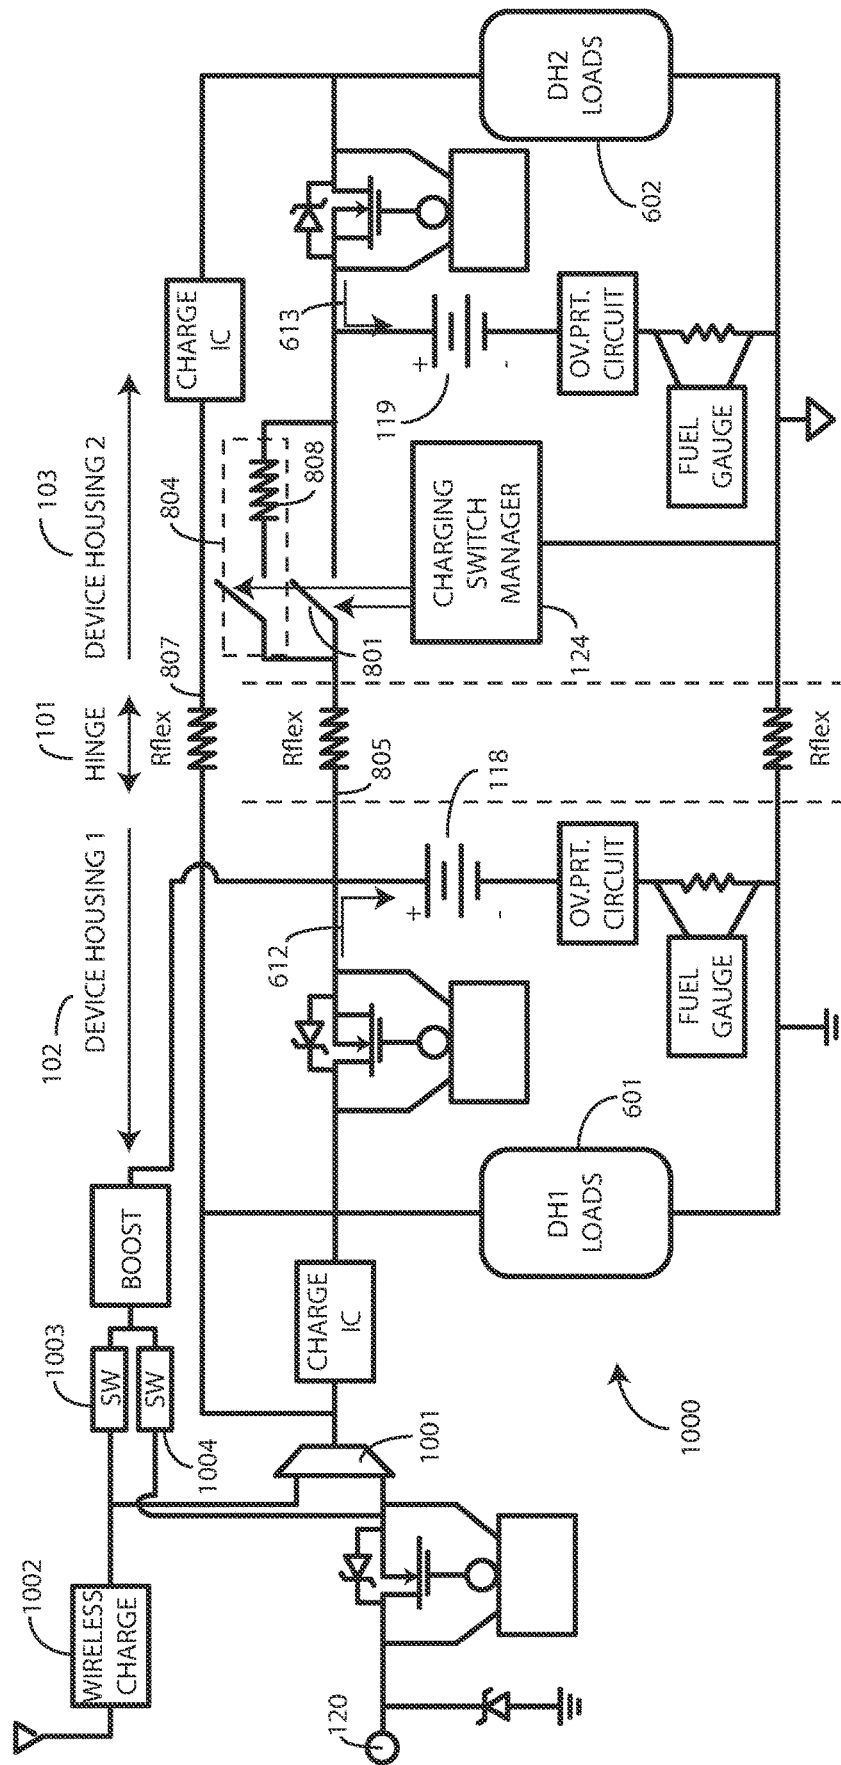 102
DEVICE HOUSING 1
101
HINGE
103
DEVICE HOUSING 2
1002
WIRELESS
CHARGE
1003
SW
SW
1004
BOOST
Rflex
807
804
CHARGE
IC
808
120
1001
CHARGE
IC
612
Rflex
805
801
613
118
+
-
119
+
-
CHARGING
SWITCH
MANAGER
124
DH1
LOADS
601
DH2
LOADS
602
OV.PRT.
CIRCUIT
OV.PRT.
CIRCUIT
FUEL
GAUGE
FUEL
GAUGE
Rflex
1000